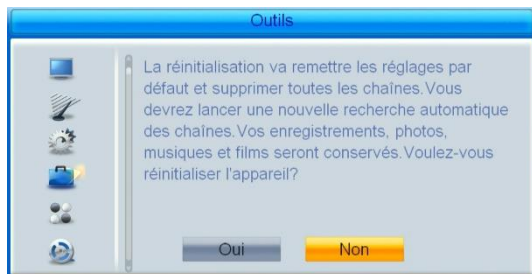 Outils
La réinitialisation va remettre les réglages par
défaut et supprimer toutes les chaînes.Vous
devrez lancer une nouvelle recherche automatique
des chaînes.Vos enregistrements, photos,
musiques et films seront conservés.Voulez-vous
réinitialiser l'appareil?
Oui
Non